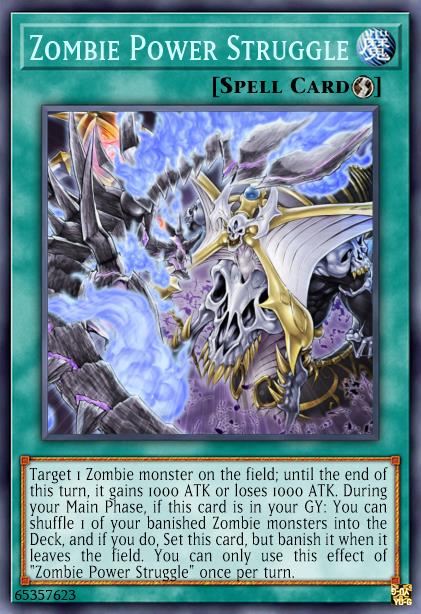 Zombie Power Struggle
[Spell Card]
Target 1 Zombie monster on the field; until the end of
this turn, it gains 1000 ATK or loses 1000 ATK. During
your Main Phase, if this card is in your GY: You can
shuffle 1 of your banished Zombie monsters into the
Deck, and if you do, Set this card, but banish it when it
leaves the field. You can only use this effect of
"Zombie Power Struggle" once per turn.
65357623